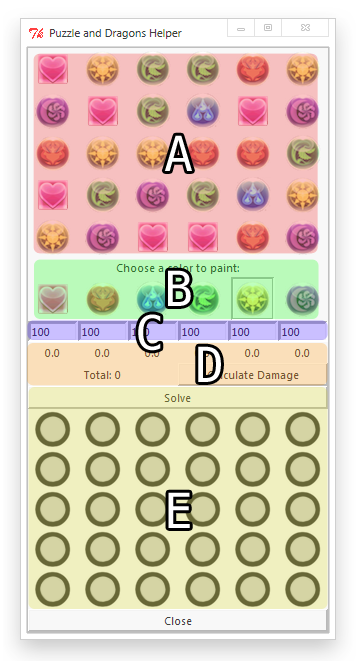 Puzzle and Dragons Helper
A
Choose a color to paint:
B
100 100 100 100 100 100
C
0.0 0.0 0.0 0.0 0.0
D
Total: 0 Calculate Damage
Solve
E
Close